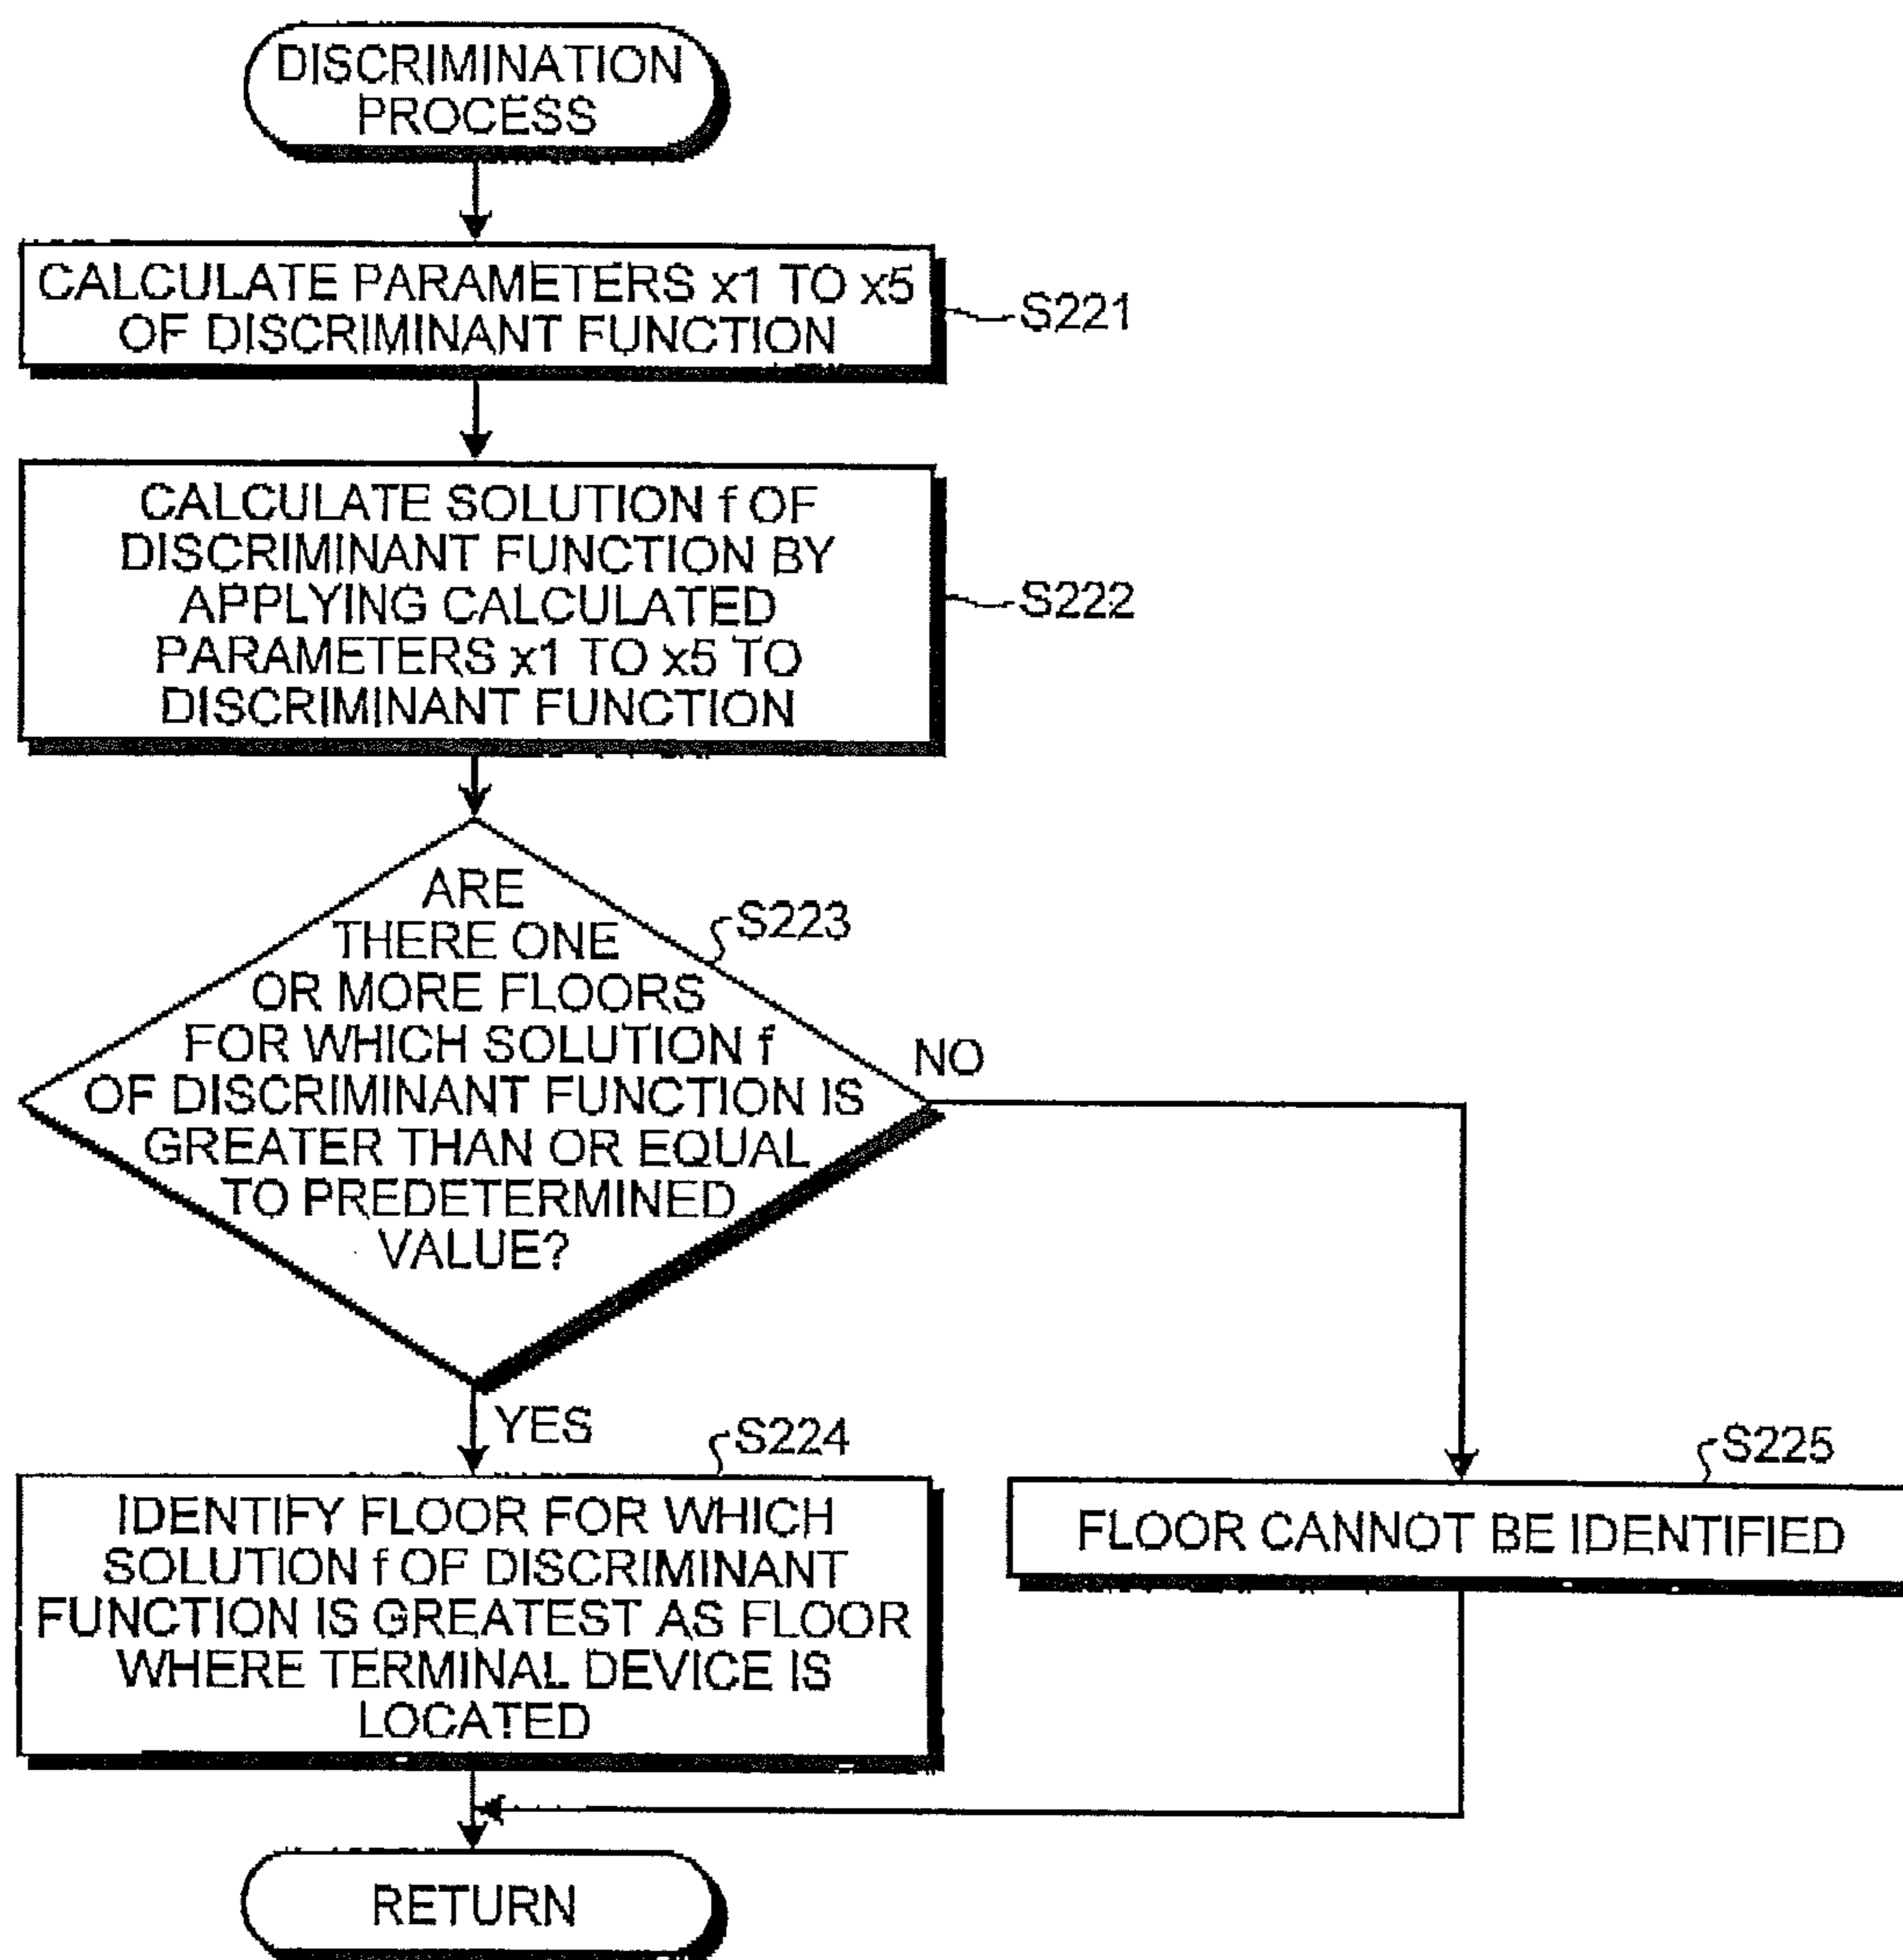 DISCRIMINATION
PROCESS
CALCULATE PARAMETERS x1 TO x5
OF DISCRIMINANT FUNCTION
S221
CALCULATE SOLUTION f OF
DISCRIMINANT FUNCTION BY
APPLYING CALCULATED
PARAMETERS x1 TO x5 TO
DISCRIMINANT FUNCTION
S222
ARE
THERE ONE
OR MORE FLOORS
FOR WHICH SOLUTION f
OF DISCRIMINANT FUNCTION IS
GREATER THAN OR EQUAL
TO PREDETERMINED
VALUE?
S223
NO
YES
S224
IDENTIFY FLOOR FOR WHICH
SOLUTION f OF DISCRIMINANT
FUNCTION IS GREATEST AS FLOOR
WHERE TERMINAL DEVICE IS
LOCATED
S225
FLOOR CANNOT BE IDENTIFIED
RETURN